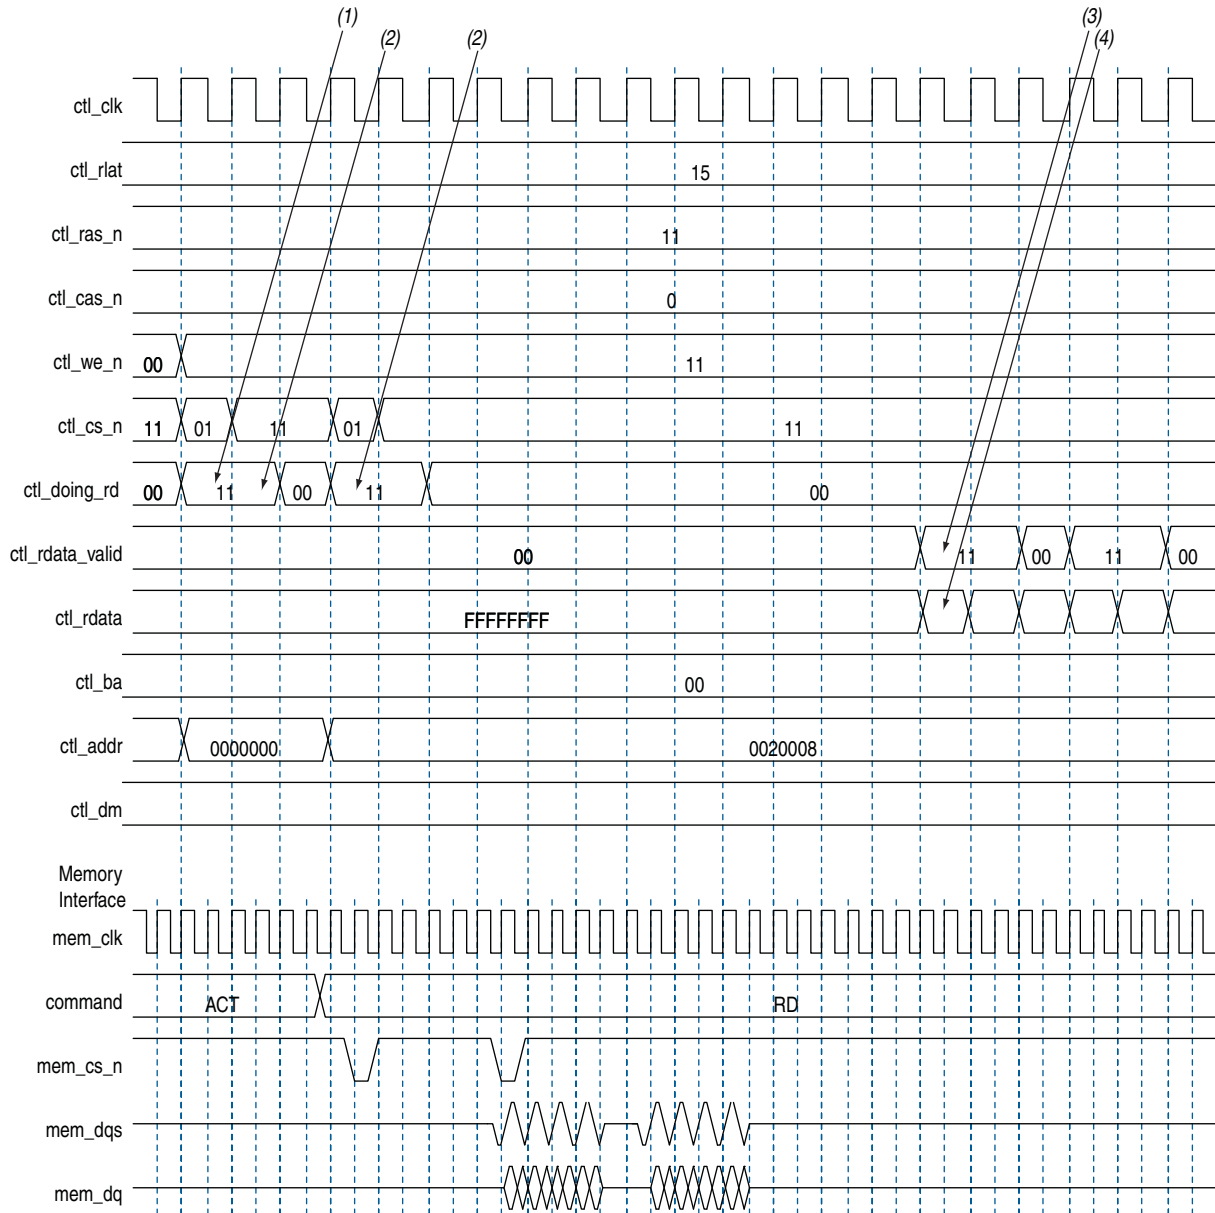 (1) (3)
(2) (2) (4)
ctl_clk
ctl_rlat 15
ctl_ras_n 11
ctl_cas_n 0
ctl_we_n 00 11
ctl_cs_n 11 01 11 01 11
ctl_doing_rd 00 11 00 11 00
ctl_rdata_valid 00 11 00 11 00
ctl_rdata FFFFFFFF
ctl_ba 00
ctl_addr 0000000 0020008
ctl_dm
Memory
Interface
mem_clk
command ACT RD
mem_cs_n
mem_dqs
mem_dq